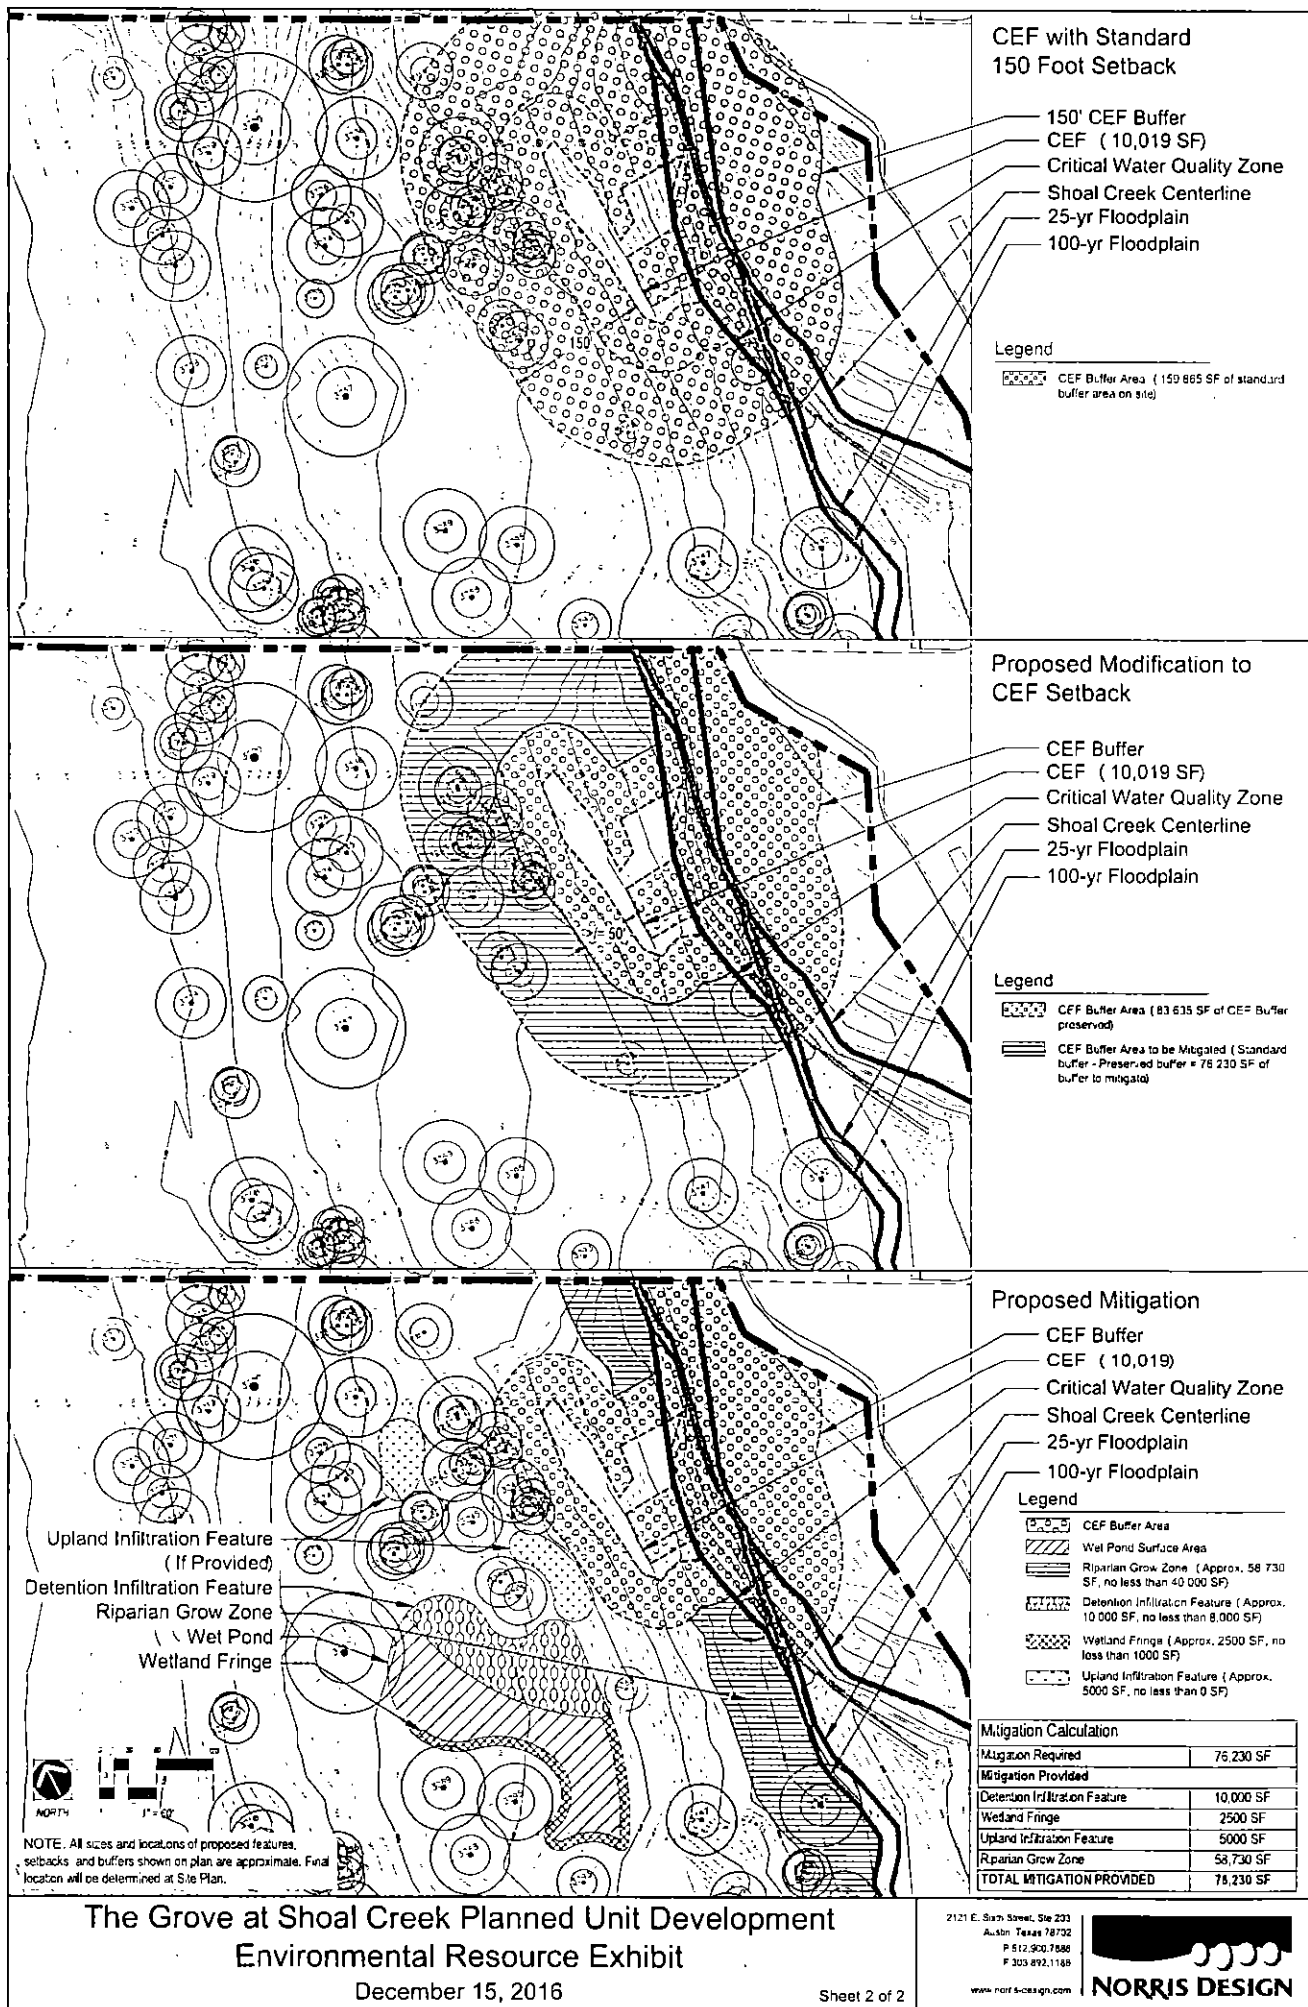 CEF with Standard
150 Foot Setback
150' CEF Buffer
CEF ( 10,019 SF)
Critical Water Quality Zone
Shoal Creek Centerline
25-yr Floodplain
100-yr Floodplain
150
Legend
CEF Buffer Area ( 159 865 SF of standard
buffer area on site)
Proposed Modification to
CEF Setback
CEF Buffer
CEF ( 10,019 SF)
Critical Water Quality Zone
Shoal Creek Centerline
25-yr Floodplain
100-yr Floodplain
50'
Legend
CEF Buffer Area ( 83 635 SF of CEF Buffer
preserved)
CEF Buffer Area to be Mitigated ( Standard
buffer - Preserved buffer = 76 230 SF of
buffer to mitigate)
Proposed Mitigation
CEF Buffer
CEF ( 10,019)
Critical Water Quality Zone
Shoal Creek Centerline
25-yr Floodplain
100-yr Floodplain
Legend
CEF Buffer Area
Wet Pond Surface Area
Riparian Grow Zone ( Approx. 58 730
SF, no less than 40 000 SF)
Detention Infiltration Feature ( Approx.
10 000 SF, no less than 8,000 SF)
Wetland Fringe ( Approx. 2500 SF, no
less than 1000 SF)
Upland Infiltration Feature ( Approx.
5000 SF, no less than 0 SF)
Upland Infiltration Feature
( If Provided)
Detention Infiltration Feature
Riparian Grow Zone
Wet Pond
Wetland Fringe
Mitigation Calculation
Mitigation Required 76,230 SF
Mitigation Provided
Detention Infiltration Feature 10,000 SF
Wetland Fringe 2500 SF
Upland Infiltration Feature 5000 SF
Riparian Grow Zone 58,730 SF
TOTAL MITIGATION PROVIDED 76,230 SF
NORTH
1" = 60'
NOTE. All sizes and locations of proposed features,
setbacks and buffers shown on plan are approximate. Final
location will be determined at Site Plan.
The Grove at Shoal Creek Planned Unit Development
Environmental Resource Exhibit
December 15, 2016
Sheet 2 of 2
2121 E. Sixth Street, Ste 203
Austin Texas 78702
P 512.900.7888
F 303.892.1186
www norris-design.com
NORRIS DESIGN